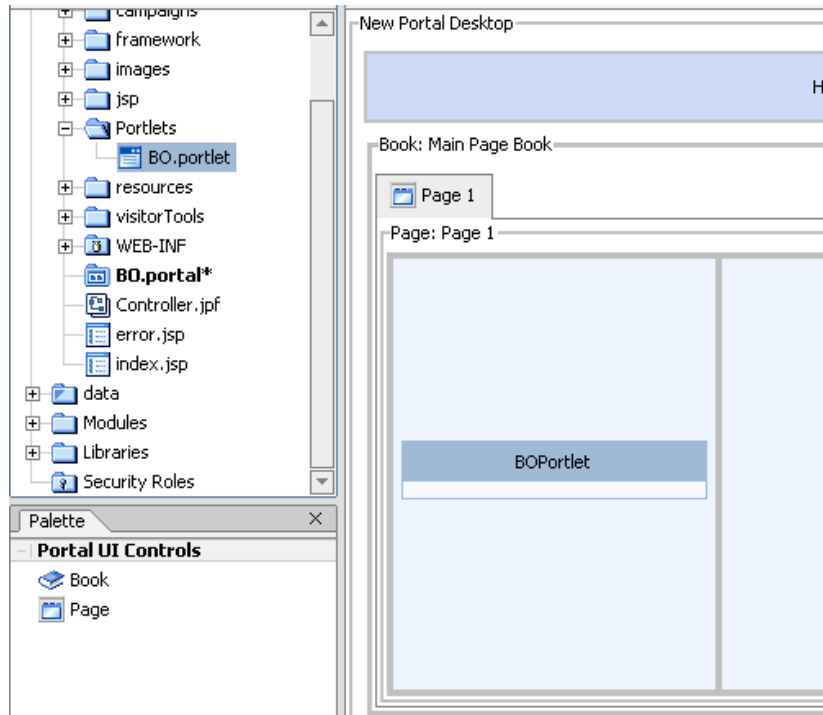 campaigns
framework
images
jsp
Portlets
BO.portlet
resources
visitorTools
WEB-INF
BO.portal*
Controller.jpf
error.jsp
index.jsp
data
Modules
Libraries
Security Roles
Palette
Portal UI Controls
Book
Page
New Portal Desktop
H
Book: Main Page Book
Page 1
Page: Page 1
BOPortlet